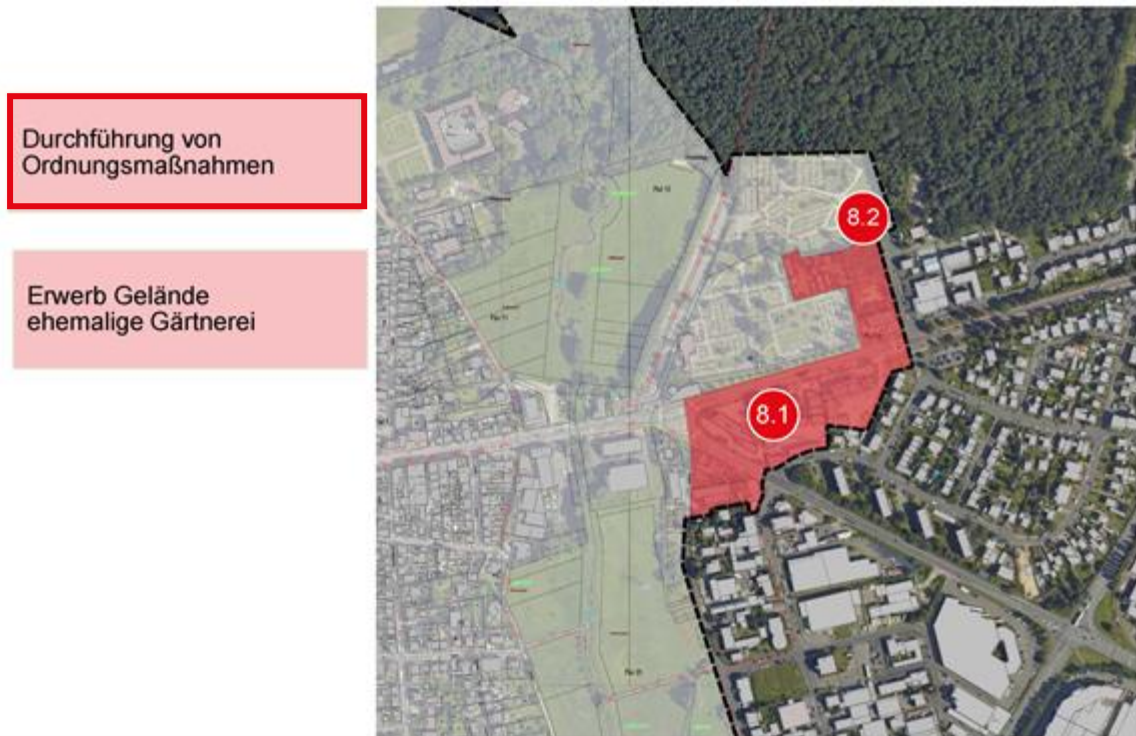 Durchführung von
Ordnungsmaßnahmen
Erwerb Gelände
ehemalige Gärtnerei
8.2
8.1